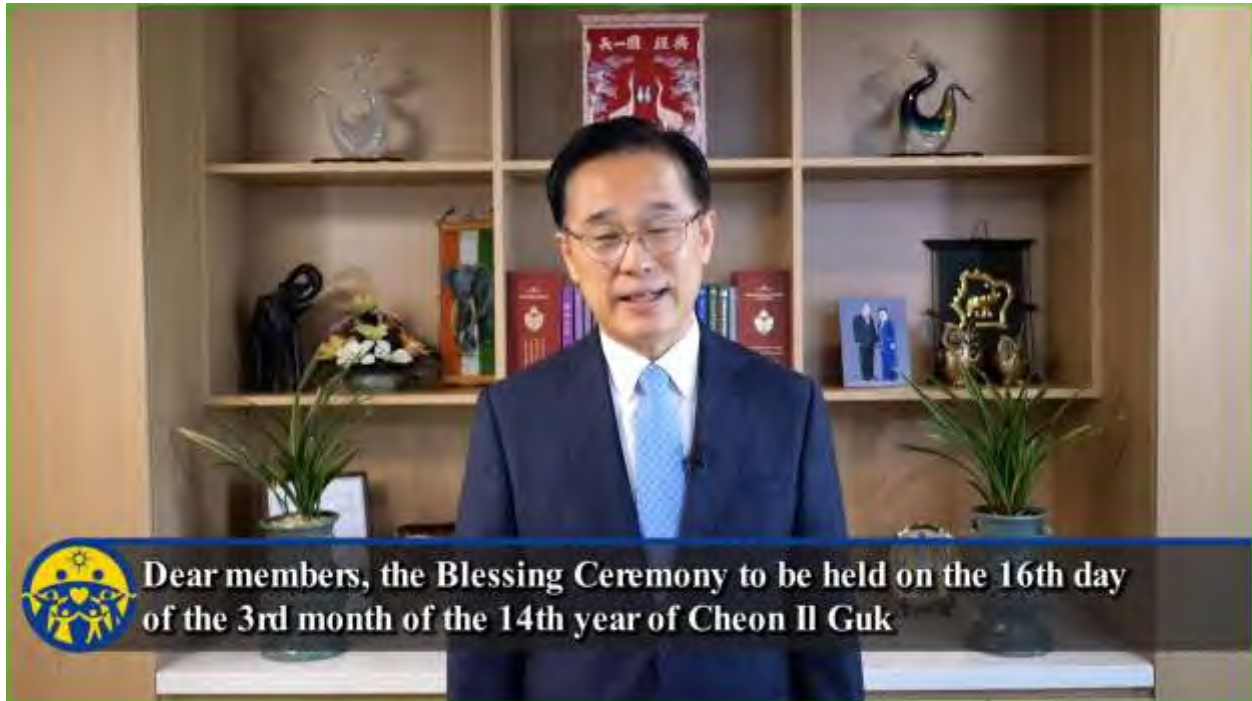 Dear members, the Blessing Ceremony to be held on the 16th day
of the 3rd month of the 14th year of Cheon Il Guk